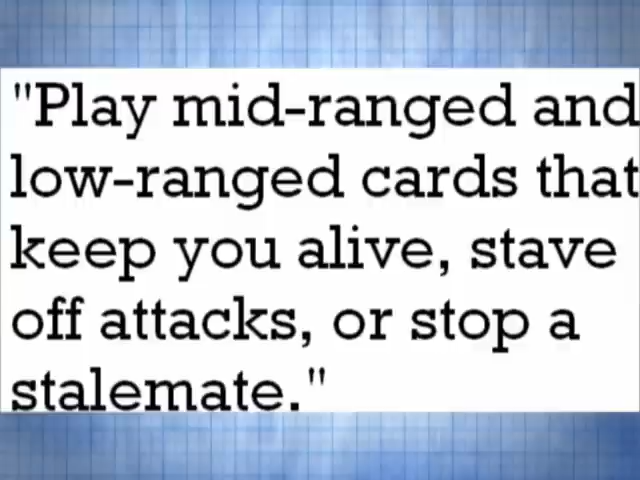 "Play mid-ranged and
low-ranged cards that
keep you alive, stave
off attacks, or stop a
stalemate."